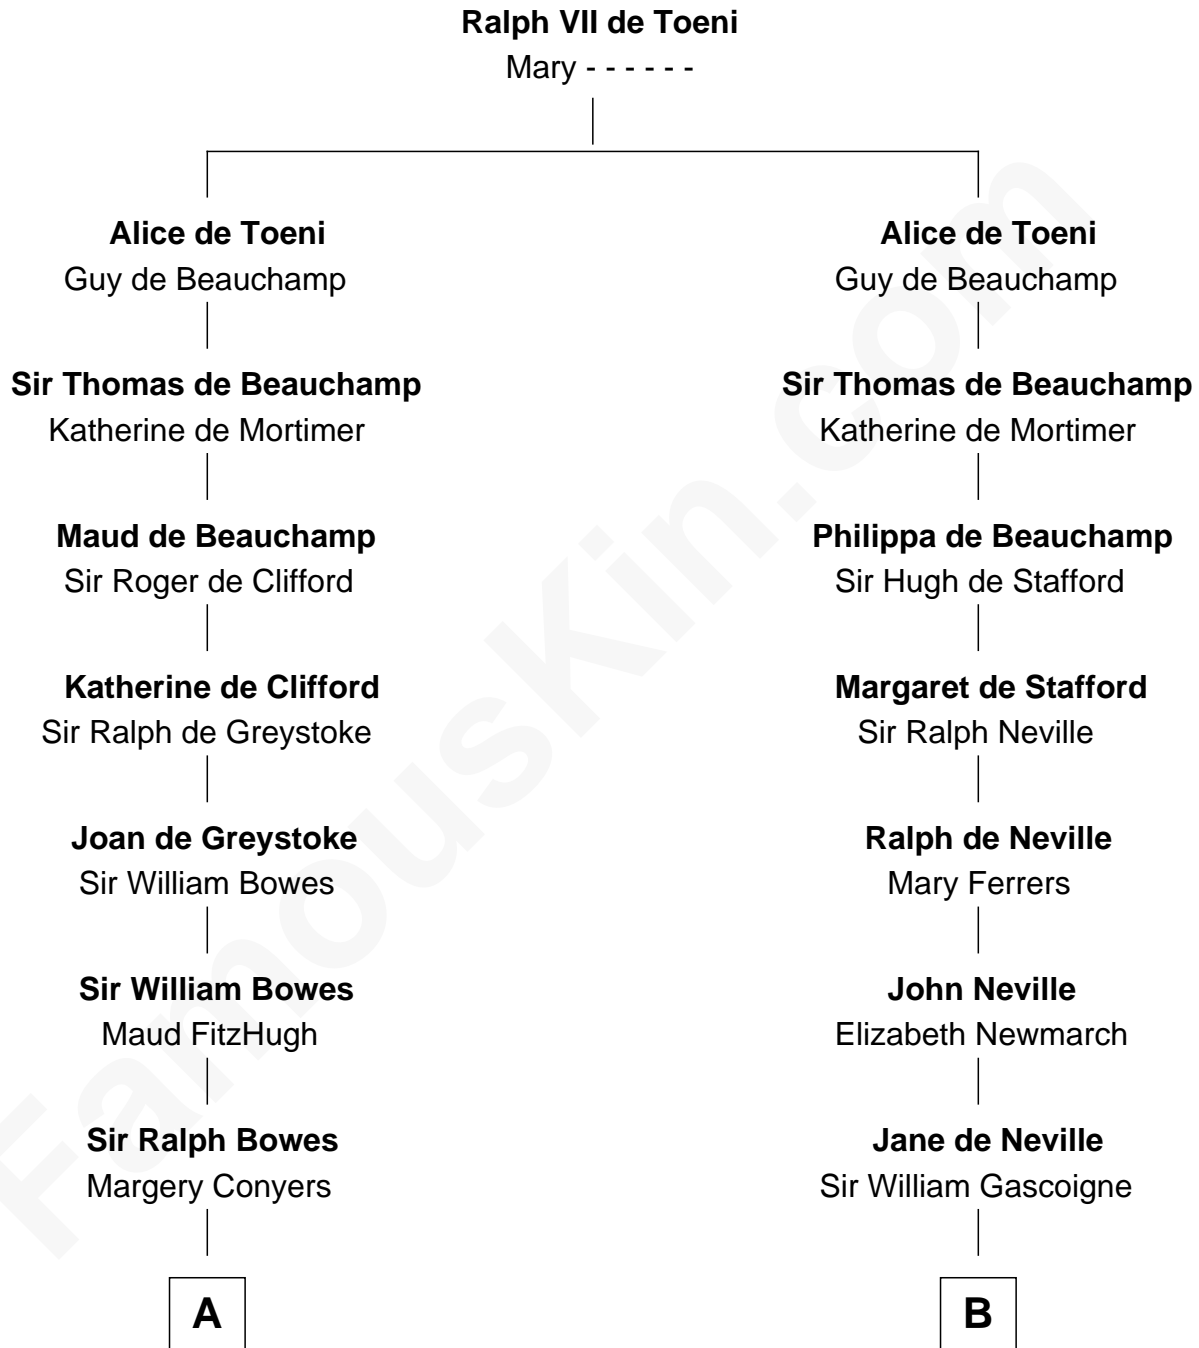 Ralph VII de Toeni
Mary - - - - - -
Alice de Toeni
Guy de Beauchamp
Sir Thomas de Beauchamp
Katherine de Mortimer
Maud de Beauchamp
Sir Roger de Clifford
Katherine de Clifford
Sir Ralph de Greystoke
Joan de Greystoke
Sir William Bowes
Sir William Bowes
Maud FitzHugh
Sir Ralph Bowes
Margery Conyers
A
Alice de Toeni
Guy de Beauchamp
Sir Thomas de Beauchamp
Katherine de Mortimer
Philippa de Beauchamp
Sir Hugh de Stafford
Margaret de Stafford
Sir Ralph Neville
Ralph de Neville
Mary Ferrers
John Neville
Elizabeth Newmarch
Jane de Neville
Sir William Gascoigne
B
FamousKin.com